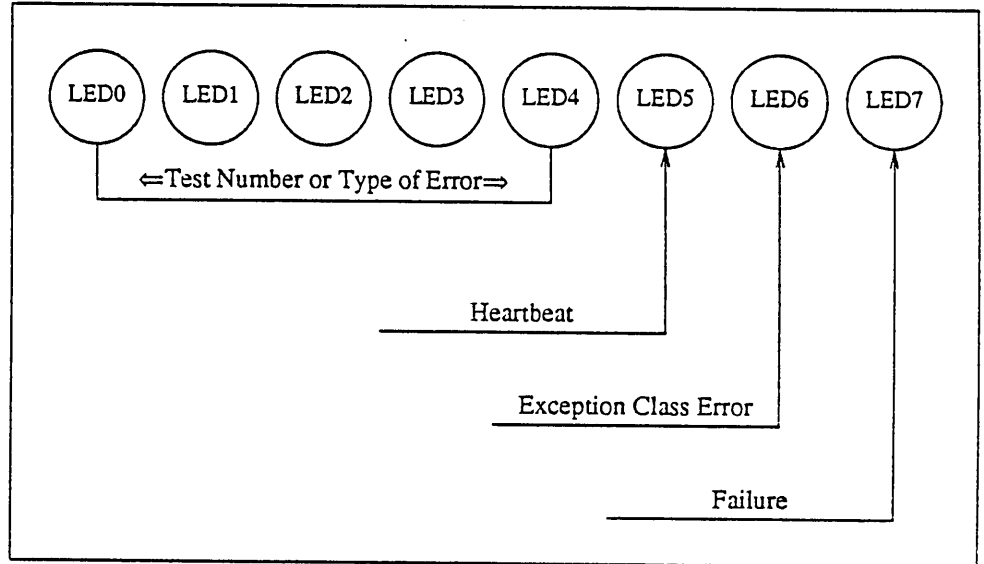 LED0 LED1 LED2 LED3 LED4 LED5 LED6 LED7
⇐Test Number or Type of Error⇒
Heartbeat
Exception Class Error
Failure